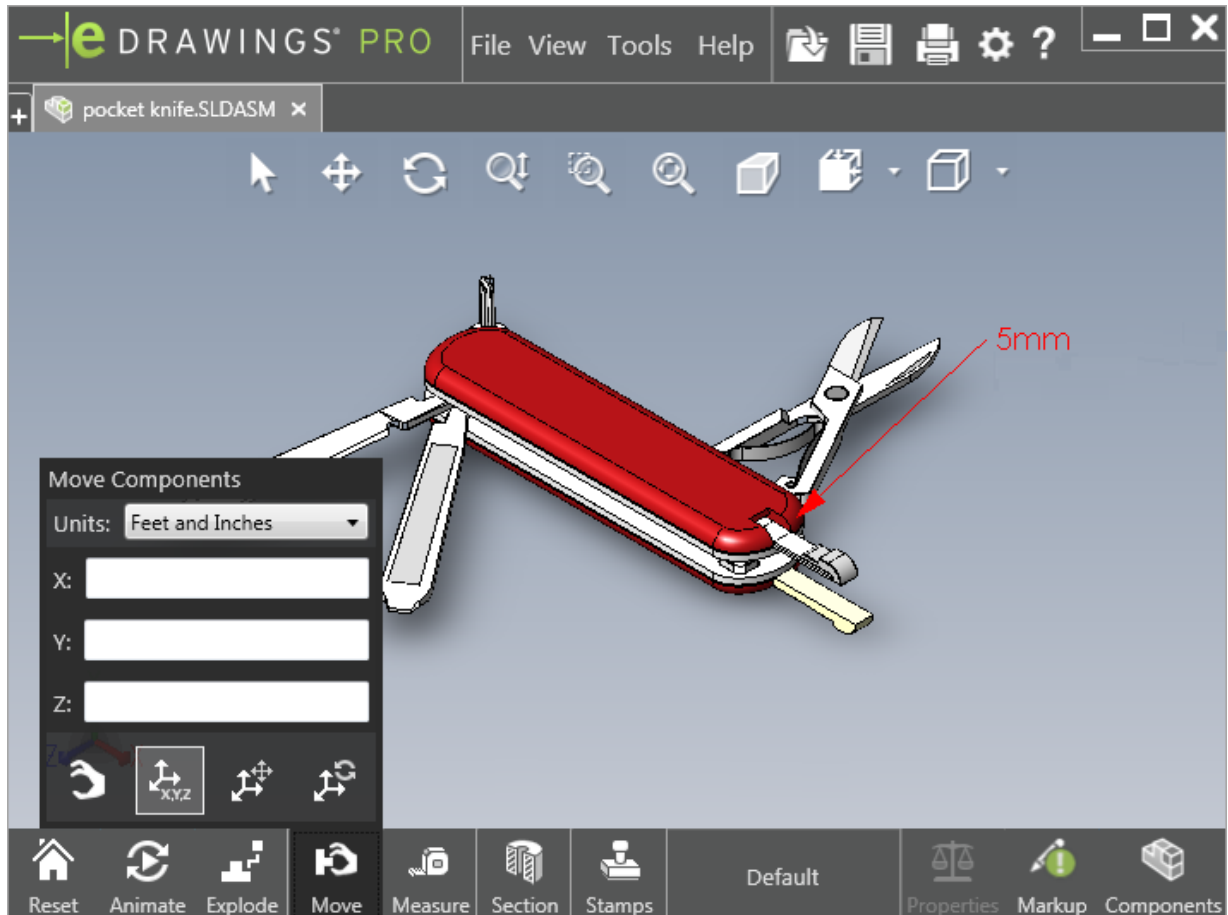 eDRAWINGS® PRO File View Tools Help ?
+ pocket knife.SLDASM ×
5mm
Move Components
Units: Feet and Inches
X:
Y:
Z:
Z
X,Y,Z
Reset Animate Explode Move Measure Section Stamps Default Properties Markup Components